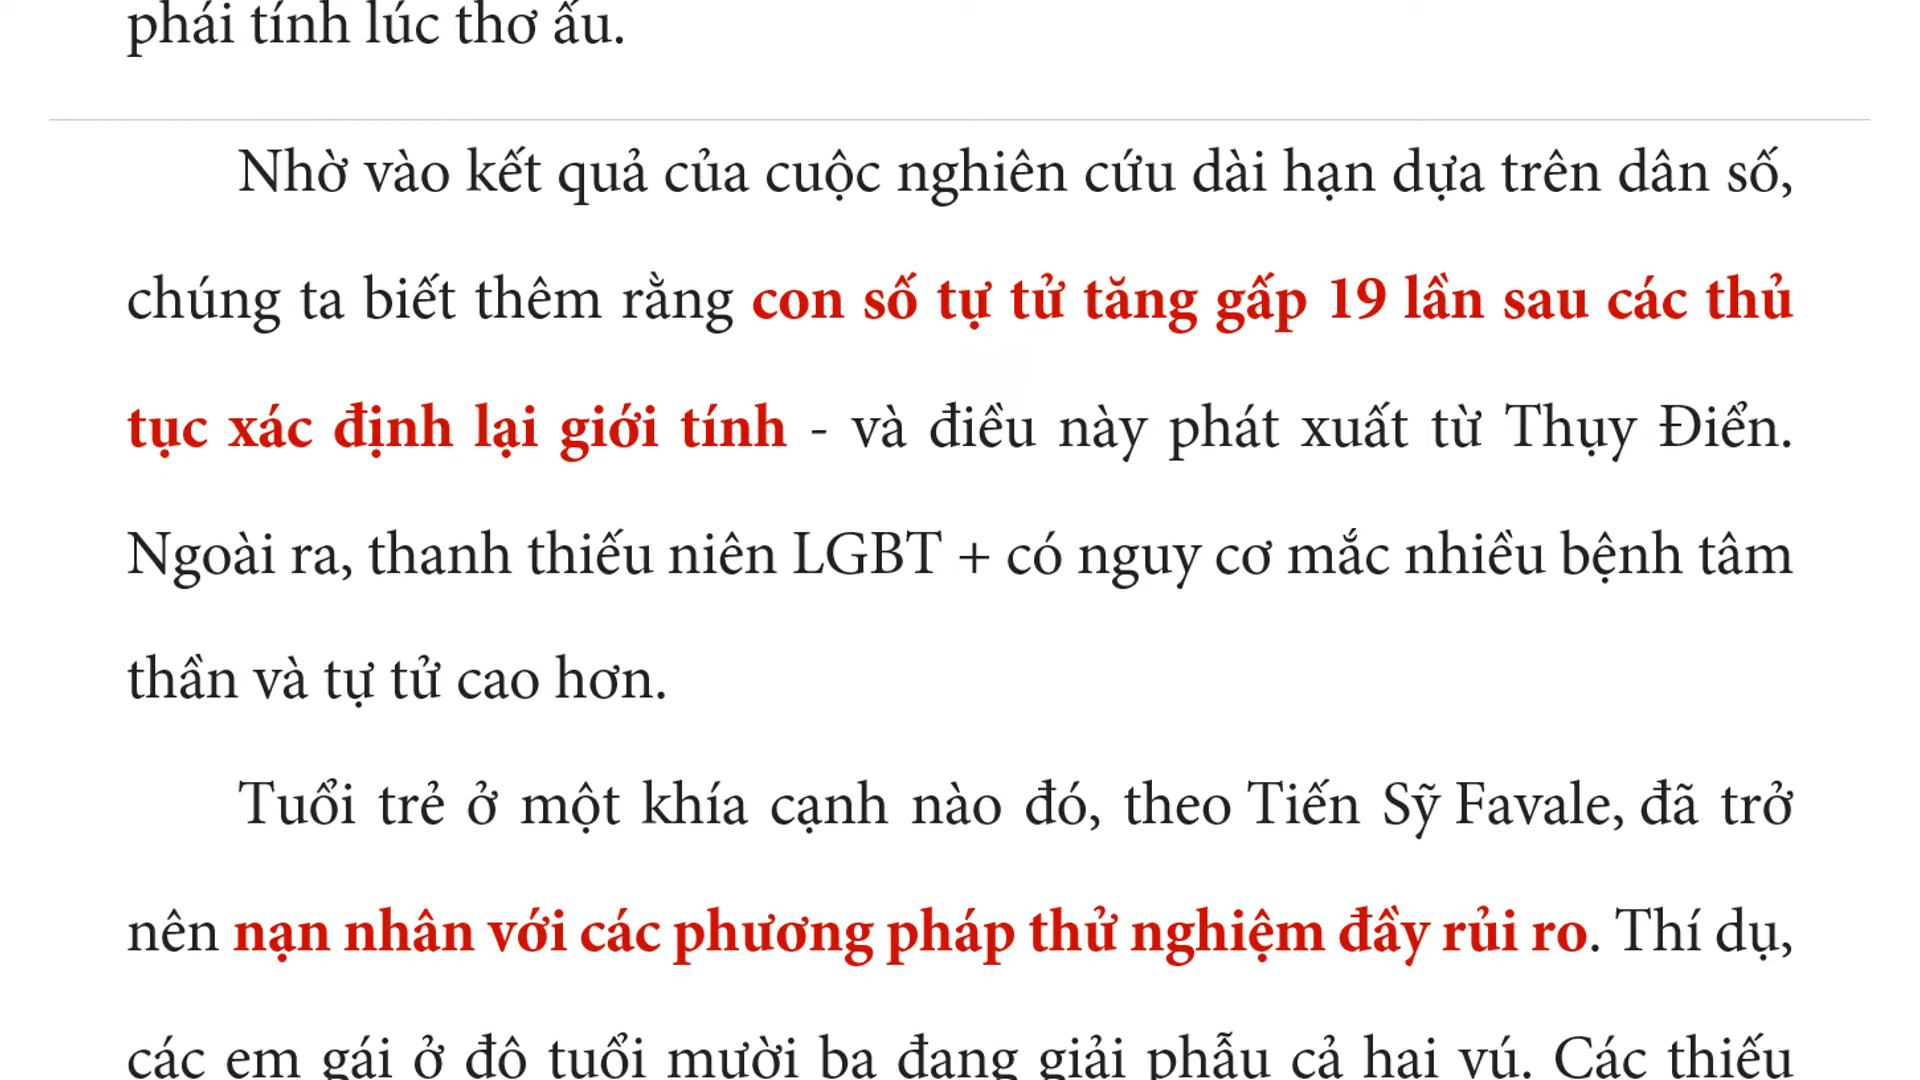 phái tính lúc thơ ấu.
Nhờ vào kết quả của cuộc nghiên cứu dài hạn dựa trên dân số,
chúng ta biết thêm rằng con số tự tử tăng gấp 19 lần sau các thủ
tục xác định lại giới tính - và điều này phát xuất từ Thụy Điển.
Ngoài ra, thanh thiếu niên LGBT + có nguy cơ mắc nhiều bệnh tâm
thần và tự tử cao hơn.
Tuổi trẻ ở một khía cạnh nào đó, theo Tiến Sỹ Favale, đã trở
nên nạn nhân với các phương pháp thử nghiệm đầy rủi ro. Thí dụ,
các em gái ở độ tuổi mười ba đang giải phẫu cả hai vú. Các thiếu